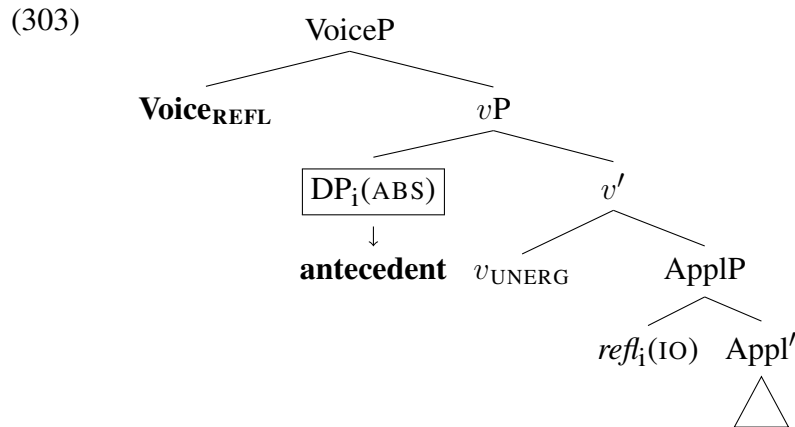 (303) VoiceP
Voice_REFL vP
DP_i(ABS) v′
↓
antecedent v_UNERG ApplP
refl_i(IO) Appl′